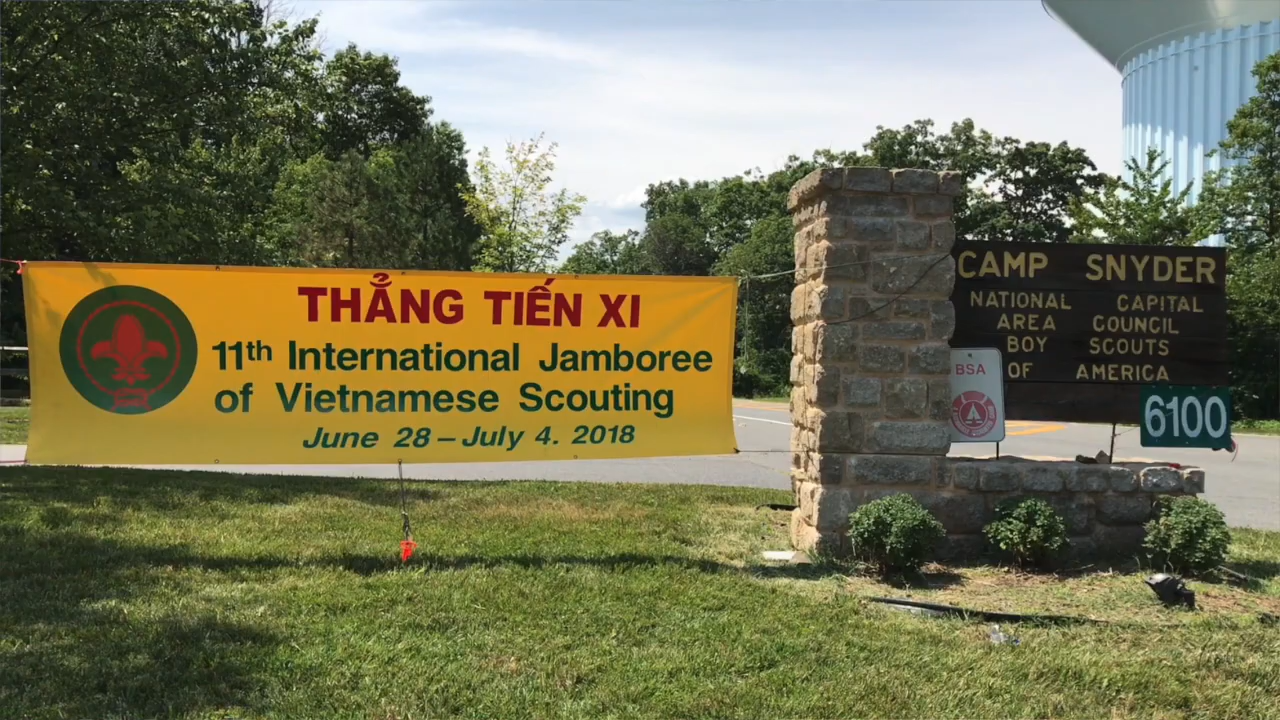 THẲNG TIẾN XI
11th International Jamboree
of Vietnamese Scouting
June 28 – July 4. 2018
CAMP SNYDER
NATIONAL CAPITAL
AREA COUNCIL
BOY SCOUTS
OF AMERICA
BSA
6100